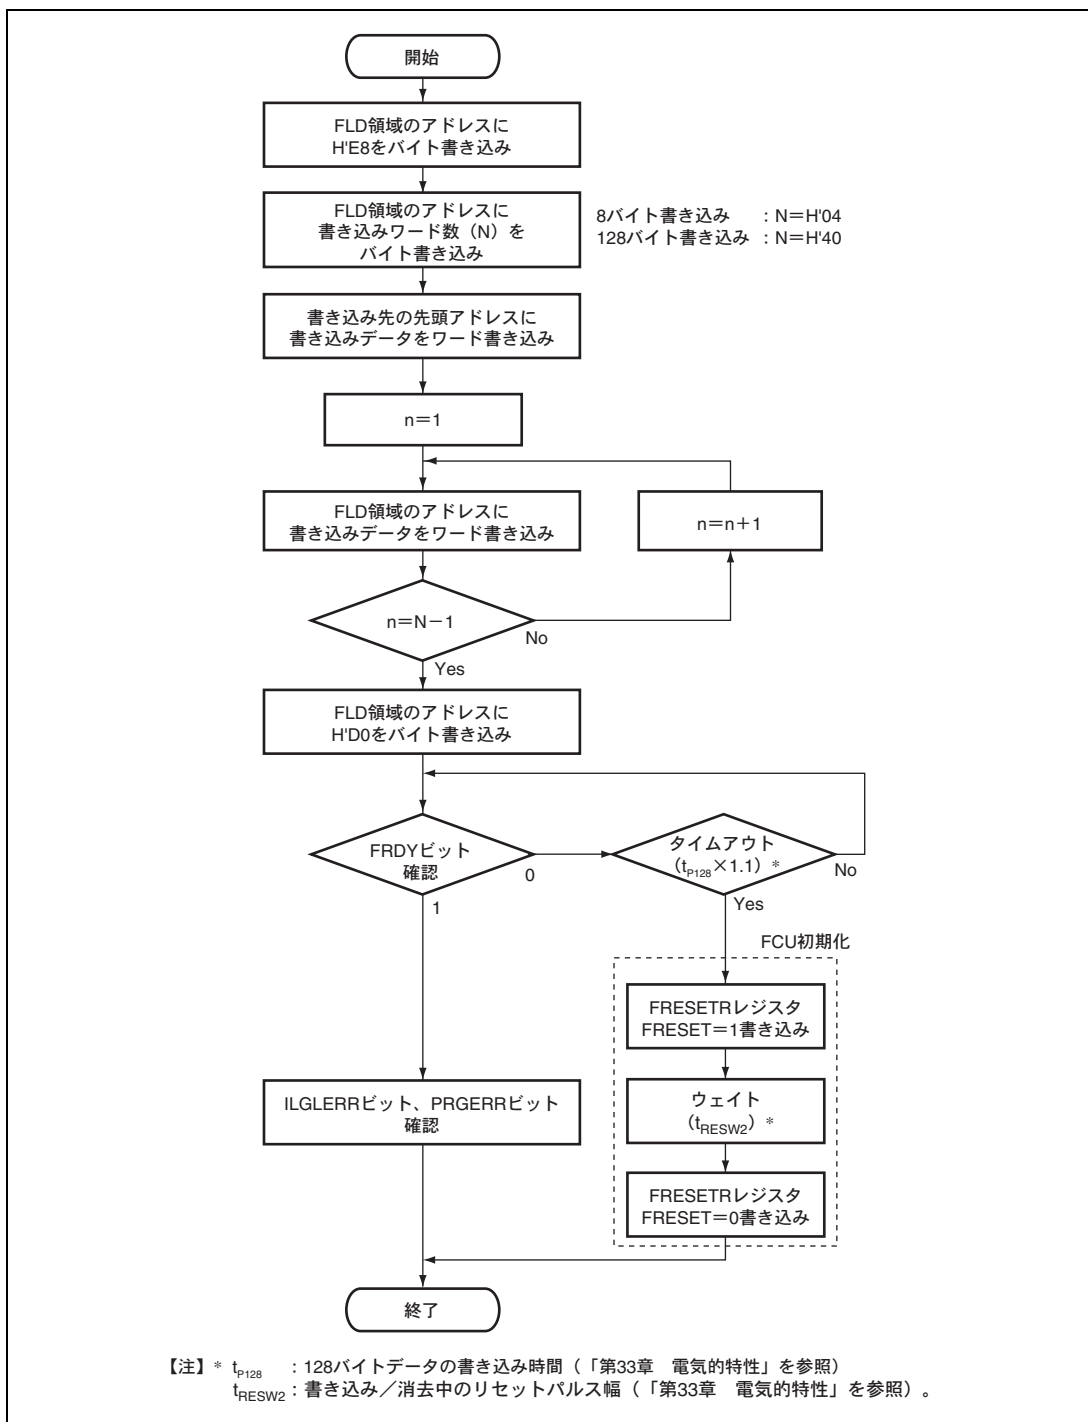 開始
FLD領域のアドレスに
H'E8をバイト書き込み
FLD領域のアドレスに
書き込みワード数（N）を
バイト書き込み
8バイト書き込み　：N＝H'04
128バイト書き込み：N＝H'40
書き込み先の先頭アドレスに
書き込みデータをワード書き込み
n＝1
FLD領域のアドレスに
書き込みデータをワード書き込み
n＝n＋1
n＝N－1
No
Yes
FLD領域のアドレスに
H'D0をバイト書き込み
FRDYビット
確認
0
1
タイムアウト
（tP128×1.1）*
No
Yes
FCU初期化
FRESETRレジスタ
FRESET＝1書き込み
ウェイト
（tRESW2）*
FRESETRレジスタ
FRESET＝0書き込み
ILGLERRビット、PRGERRビット
確認
終了
【注】* tP128　：128バイトデータの書き込み時間（「第33章　電気的特性」を参照）
tRESW2：書き込み／消去中のリセットパルス幅（「第33章　電気的特性」を参照）。